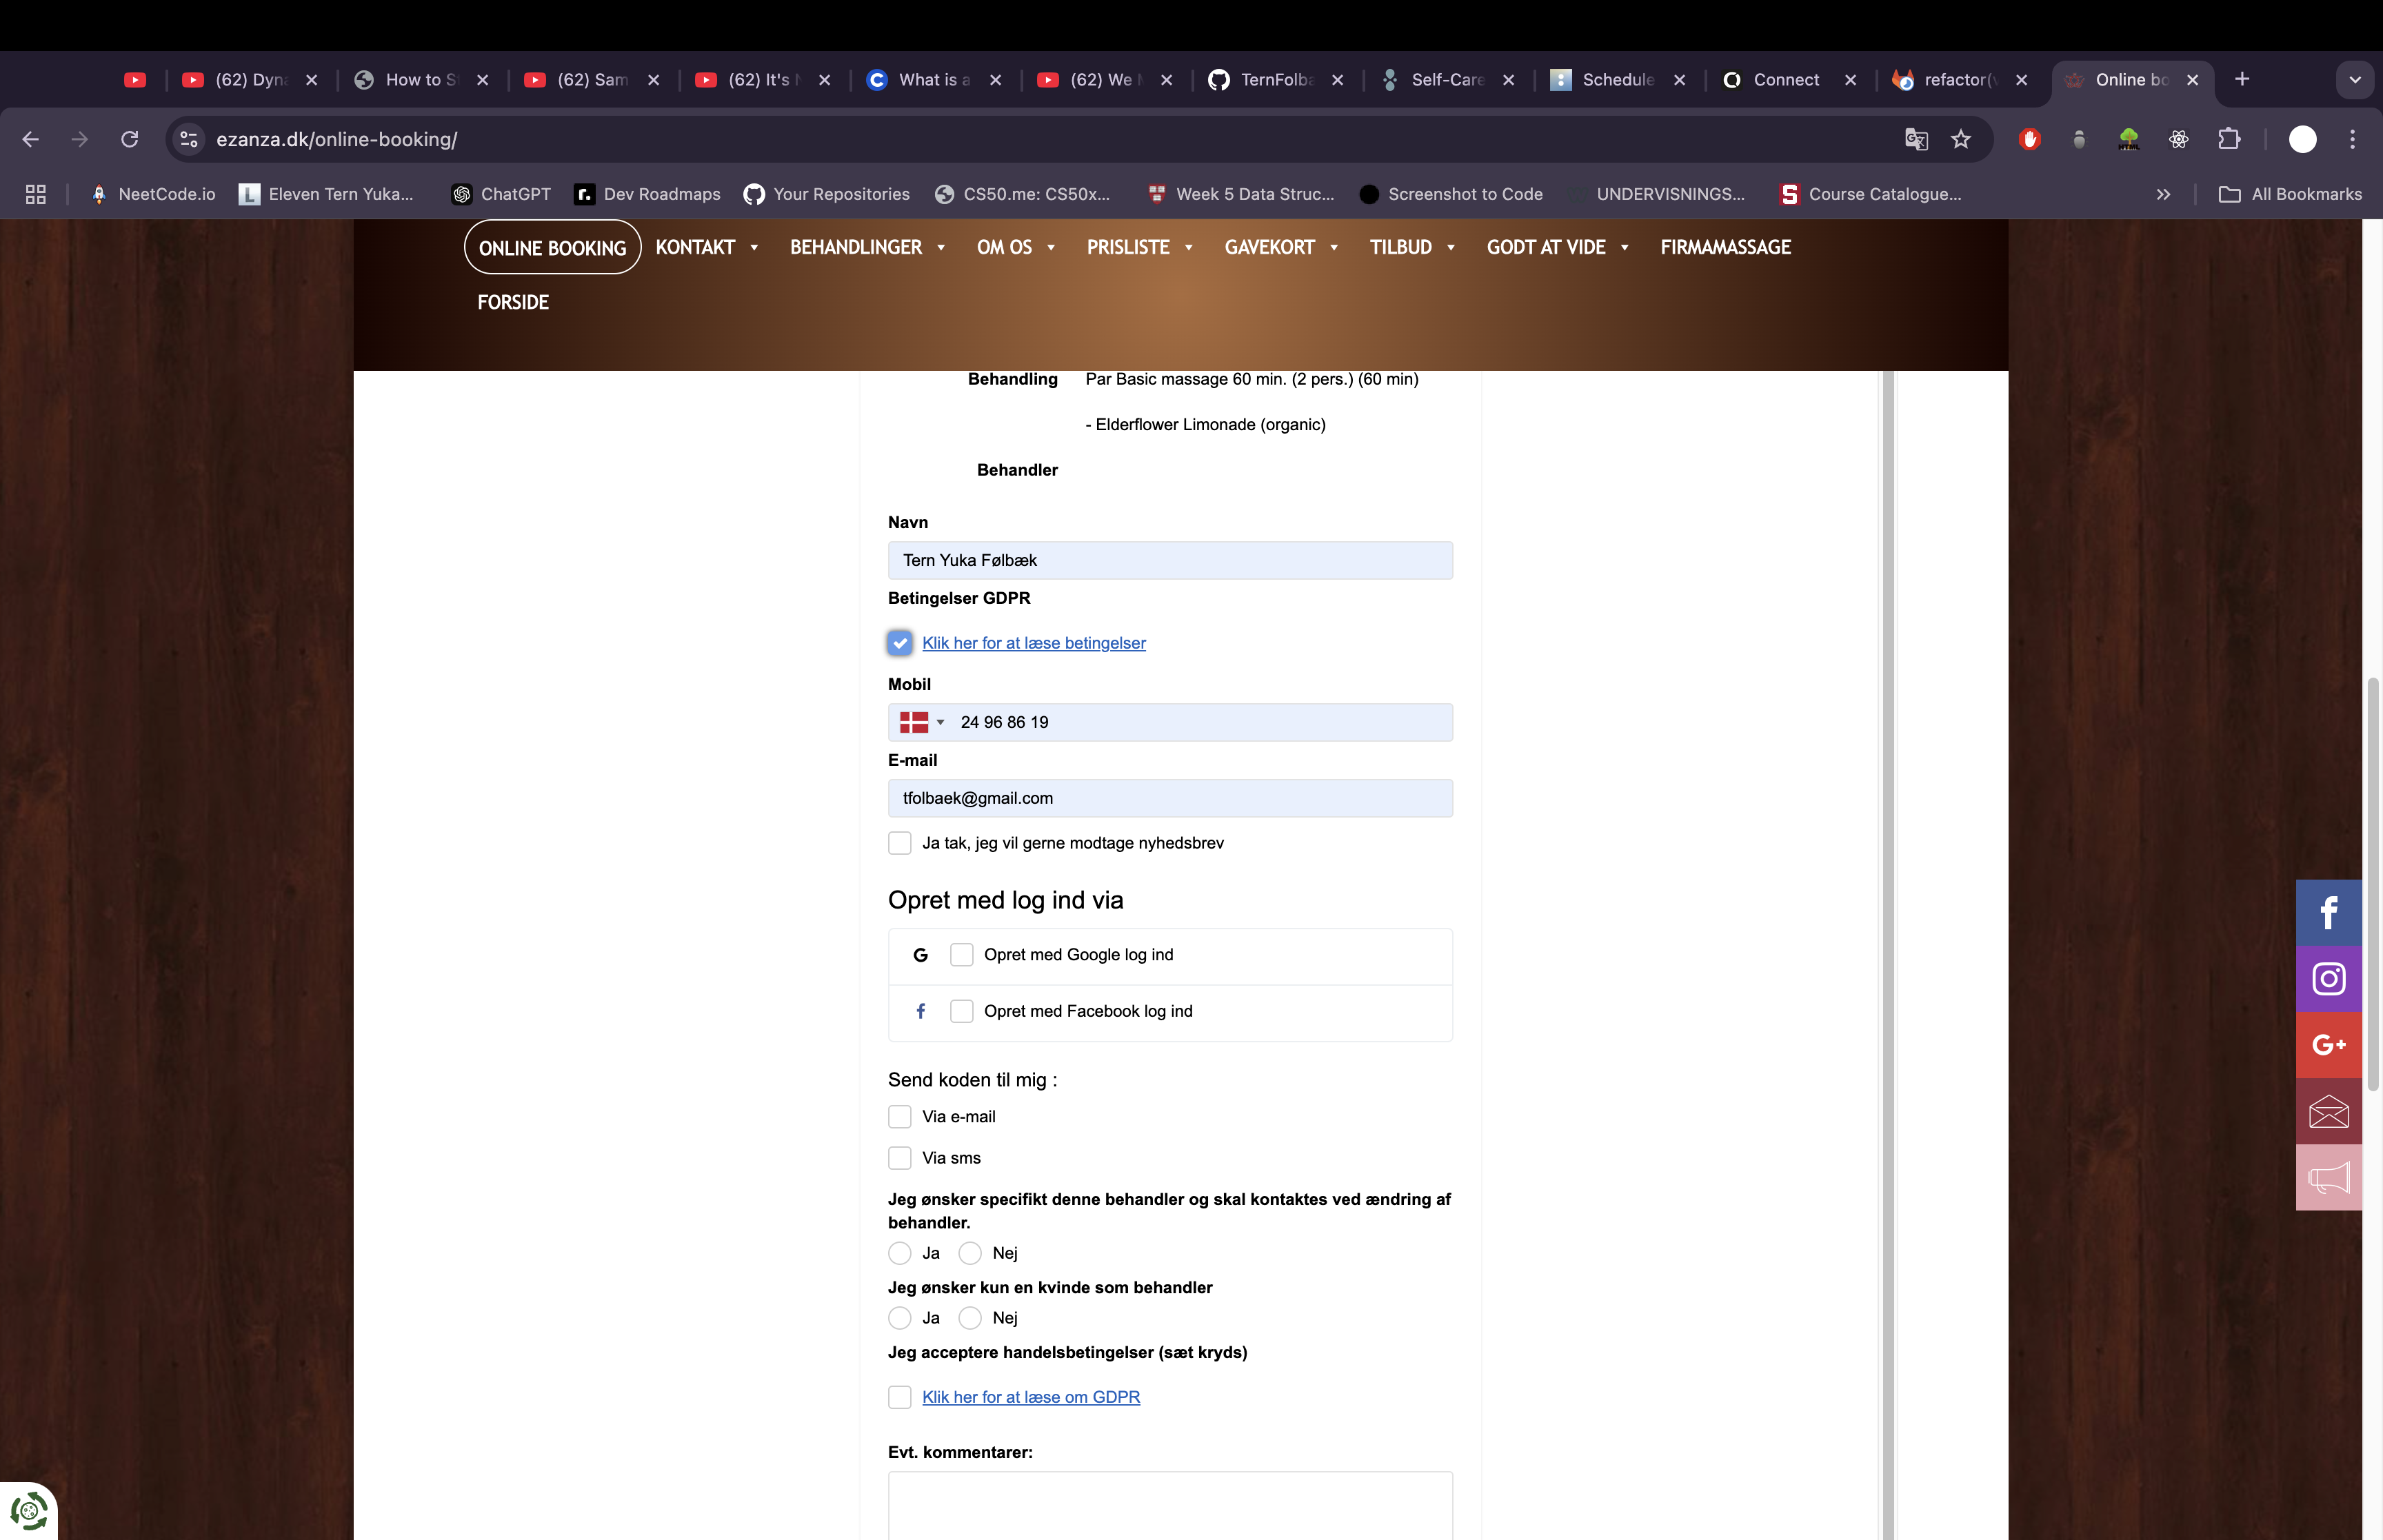 (62) Dyna
How to S
(62) Sam
(62) It's N
What is a
(62) We
TernFolba
Self-Care
Schedule
Connect
refactor(
Online bo
ezanza.dk/online-booking/
NeetCode.io
Eleven Tern Yuka...
ChatGPT
Dev Roadmaps
Your Repositories
CS50.me: CS50x...
Week 5 Data Struc...
Screenshot to Code
UNDERVISNINGS...
Course Catalogue...
All Bookmarks
ONLINE BOOKING
KONTAKT
BEHANDLINGER
OM OS
PRISLISTE
GAVEKORT
TILBUD
GODT AT VIDE
FIRMAMASSAGE
FORSIDE
Behandling Par Basic massage 60 min. (2 pers.) (60 min)
- Elderflower Limonade (organic)
Behandler
Navn
Tern Yuka Følbæk
Betingelser GDPR
Klik her for at læse betingelser
Mobil
24 96 86 19
E-mail
tfolbaek@gmail.com
Ja tak, jeg vil gerne modtage nyhedsbrev
Opret med log ind via
G Opret med Google log ind
f Opret med Facebook log ind
Send koden til mig :
Via e-mail
Via sms
Jeg ønsker specifikt denne behandler og skal kontaktes ved ændring af
behandler.
Ja Nej
Jeg ønsker kun en kvinde som behandler
Ja Nej
Jeg acceptere handelsbetingelser (sæt kryds)
Klik her for at læse om GDPR
Evt. kommentarer:
f
G+